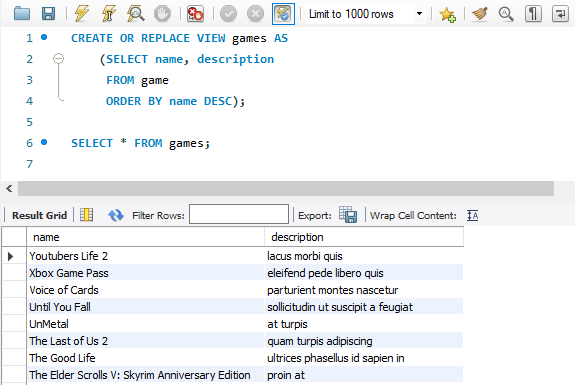 Limit to 1000 rows
1 CREATE OR REPLACE VIEW games AS
2 (SELECT name, description
3 FROM game
4 ORDER BY name DESC);
5
6 SELECT * FROM games;
7
Result Grid Filter Rows: Export: Wrap Cell Content:
name description
Youtubers Life 2 lacus morbi quis
Xbox Game Pass eleifend pede libero quis
Voice of Cards parturient montes nascetur
Until You Fall sollicitudin ut suscipit a feugiat
UnMetal at turpis
The Last of Us 2 quam turpis adipiscing
The Good Life ultrices phasellus id sapien in
The Elder Scrolls V: Skyrim Anniversary Edition proin at